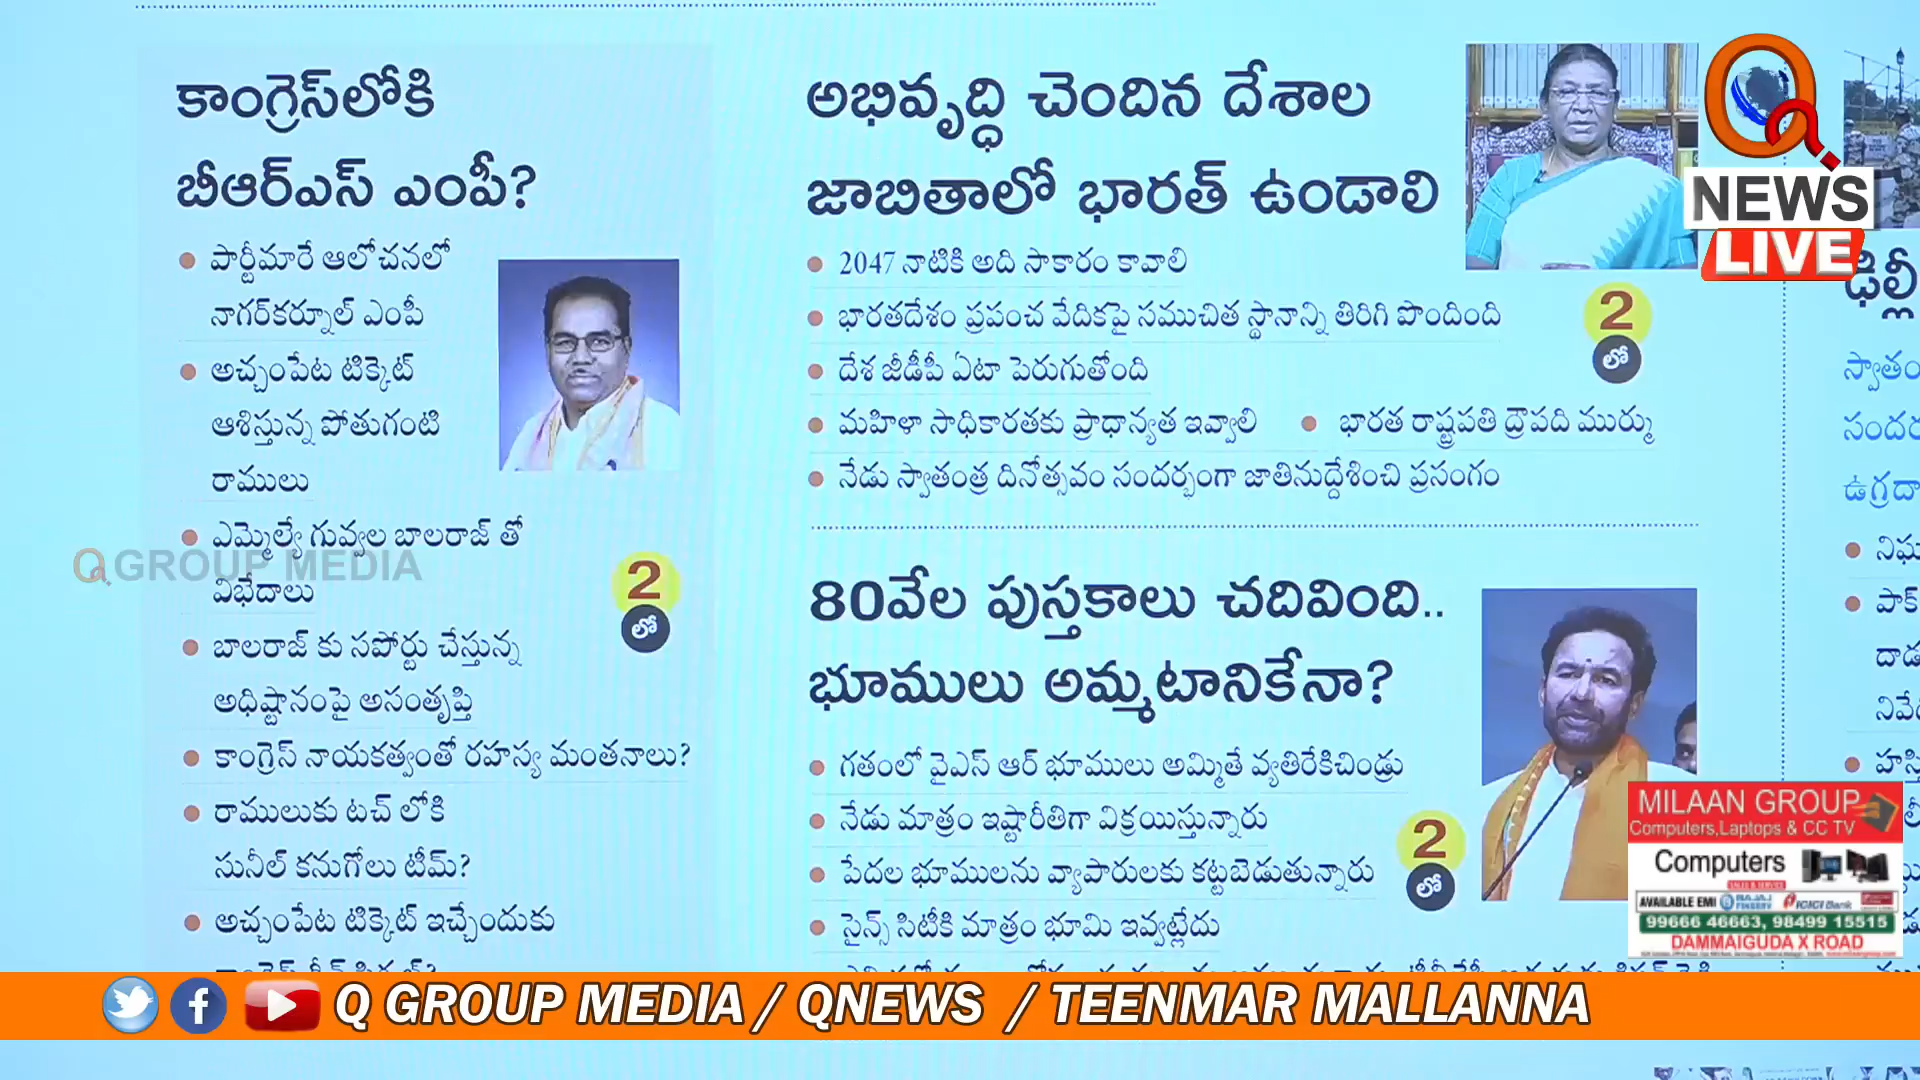 కాంగ్రెస్‌లోకి
బీఆర్ఎస్ ఎంపీ?
పార్టీమారే ఆలోచనలో
నాగర్‌కర్నూల్ ఎంపీ
అచ్చంపేట టిక్కెట్
ఆశిస్తున్న పోతుగంటి
రాములు
ఎమ్మెల్యే గువ్వల బాలరాజ్ తో
విభేదాలు
బాలరాజ్ కు సపోర్టు చేస్తున్న
అధిష్టానంపై అసంతృప్తి
కాంగ్రెస్ నాయకత్వంతో రహస్య మంతనాలు?
రాములుకు టచ్ లోకి
సునీల్ కనుగోలు టీమ్?
అచ్చంపేట టిక్కెట్ ఇచ్చేందుకు
2
లో
Q GROUP MEDIA
అభివృద్ధి చెందిన దేశాల
జాబితాలో భారత్ ఉండాలి
2047 నాటికి అది సాకారం కావాలి
భారతదేశం ప్రపంచ వేదికపై సముచిత స్థానాన్ని తిరిగి పొందింది
దేశ జీడీపీ ఏటా పెరుగుతోంది
మహిళా సాధికారతకు ప్రాధాన్యత ఇవ్వాలి
భారత రాష్ట్రపతి ద్రౌపది ముర్ము
నేడు స్వాతంత్ర దినోత్సవం సందర్భంగా జాతినుద్దేశించి ప్రసంగం
2
లో
80వేల పుస్తకాలు చదివింది..
భూములు అమ్మటానికేనా?
గతంలో వైఎస్ ఆర్ భూములు అమ్మితే వ్యతిరేకిచిండ్రు
నేడు మాత్రం ఇష్టారీతిగా విక్రయిస్తున్నారు
పేదల భూములను వ్యాపారులకు కట్టబెడుతున్నారు
సైన్స్ సిటీకి మాత్రం భూమి ఇవ్వట్లేదు
2
లో
Q
NEWS
LIVE
ఢిల్లీ
MILAAN GROUP
Computers,Laptops & CC TV
Computers
AVAILABLE EMI BAJAJ FINSERV ICICI Bank
99666 46663, 98499 15515
DAMMAIGUDA X ROAD
Q GROUP MEDIA / QNEWS / TEENMAR MALLANNA